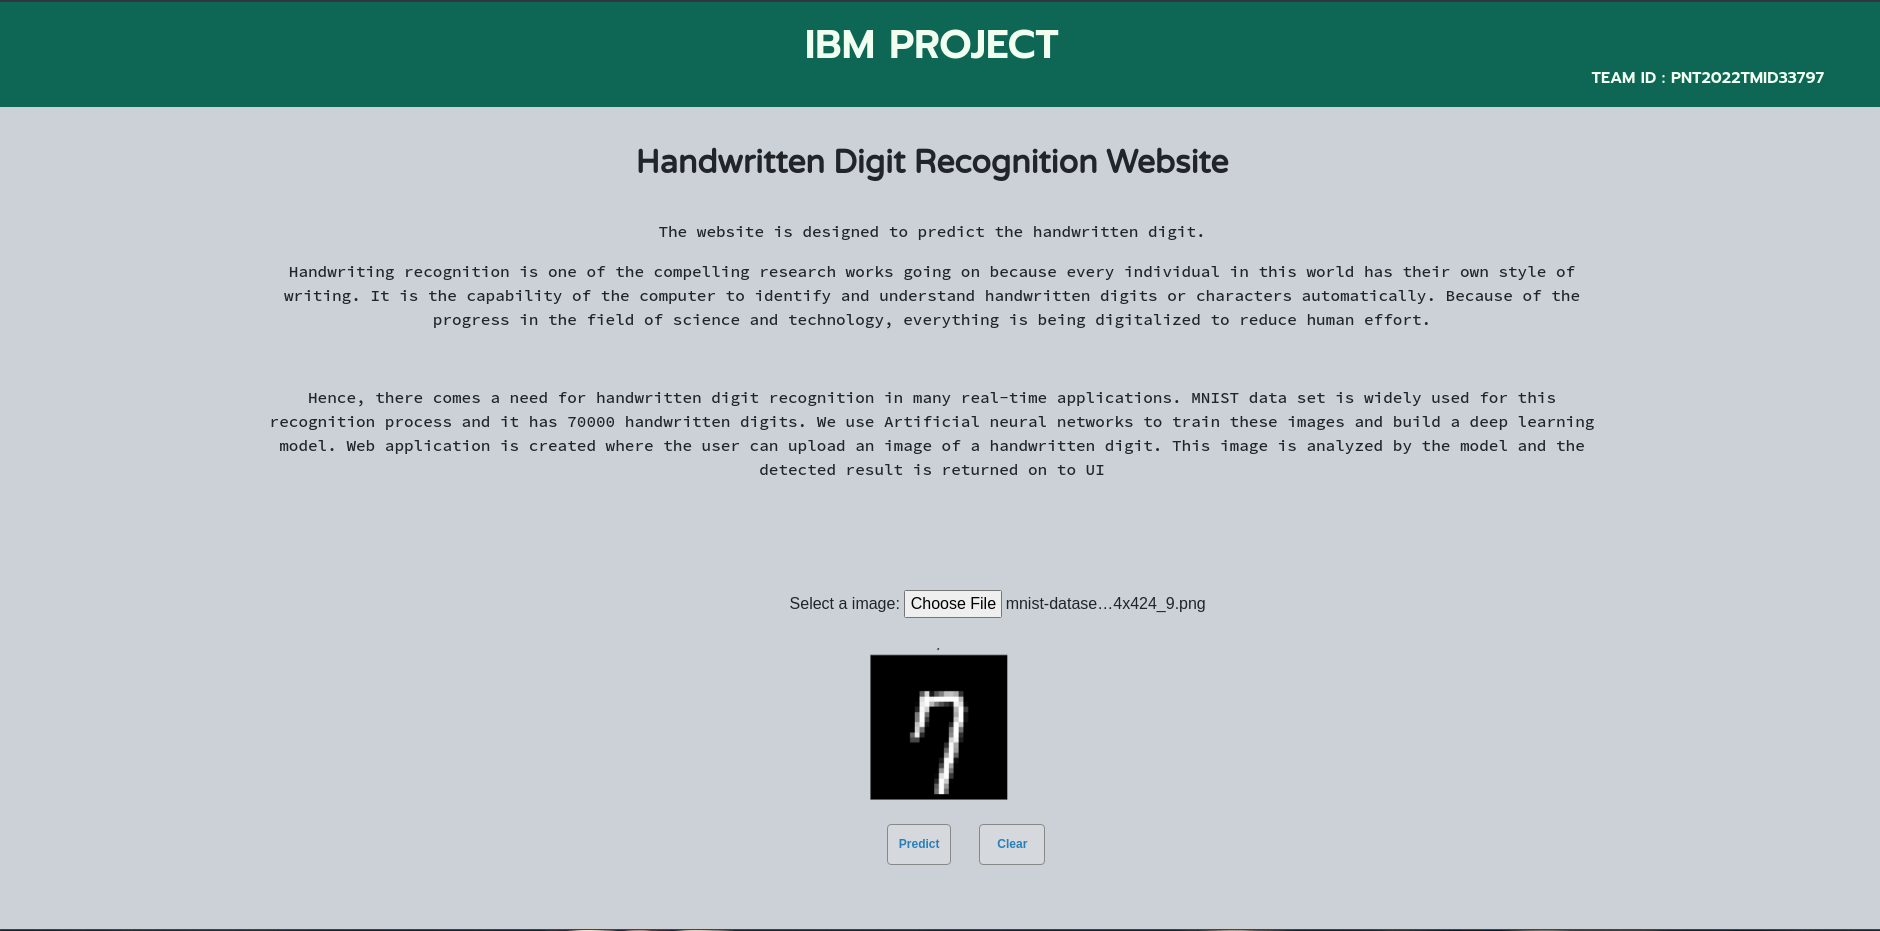 IBM PROJECT
TEAM ID : PNT2022TMID33797
Handwritten Digit Recognition Website
The website is designed to predict the handwritten digit.
Handwriting recognition is one of the compelling research works going on because every individual in this world has their own style of
writing. It is the capability of the computer to identify and understand handwritten digits or characters automatically. Because of the
progress in the field of science and technology, everything is being digitalized to reduce human effort.
Hence, there comes a need for handwritten digit recognition in many real-time applications. MNIST data set is widely used for this
recognition process and it has 70000 handwritten digits. We use Artificial neural networks to train these images and build a deep learning
model. Web application is created where the user can upload an image of a handwritten digit. This image is analyzed by the model and the
detected result is returned on to UI
Select a image: Choose File mnist-datase…4x424_9.png
7
Predict Clear